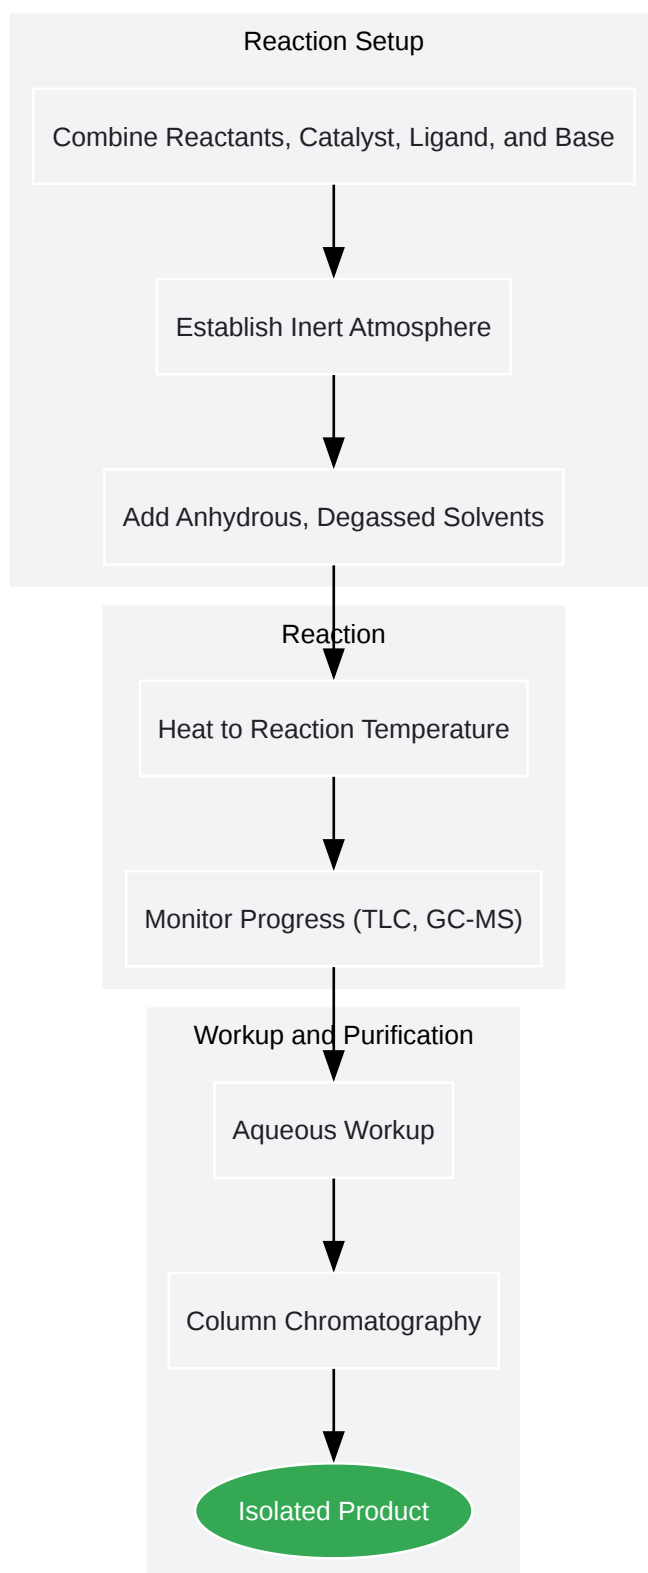 Reaction Setup
Combine Reactants, Catalyst, Ligand, and Base
Establish Inert Atmosphere
Add Anhydrous, Degassed Solvents
Reaction
Heat to Reaction Temperature
Monitor Progress (TLC, GC-MS)
Workup and Purification
Aqueous Workup
Column Chromatography
Isolated Product